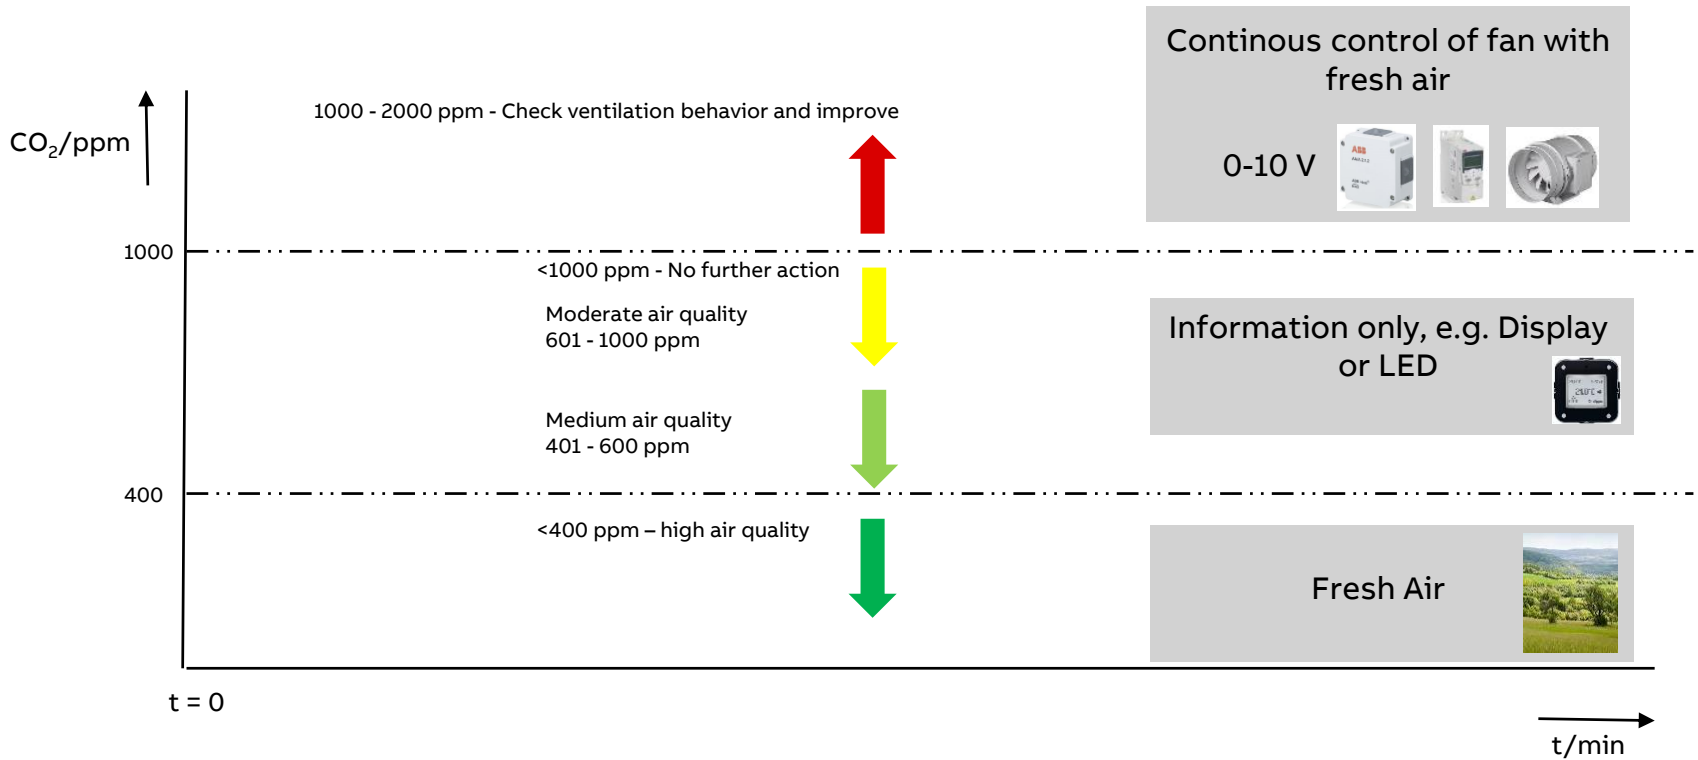 Continous control of fan with
fresh air
0-10 V
ABB
CO₂/ppm
1000 - 2000 ppm - Check ventilation behavior and improve
1000
<1000 ppm - No further action
Moderate air quality
601 - 1000 ppm
Information only, e.g. Display
or LED
Medium air quality
401 - 600 ppm
400
<400 ppm – high air quality
Fresh Air
t = 0
t/min